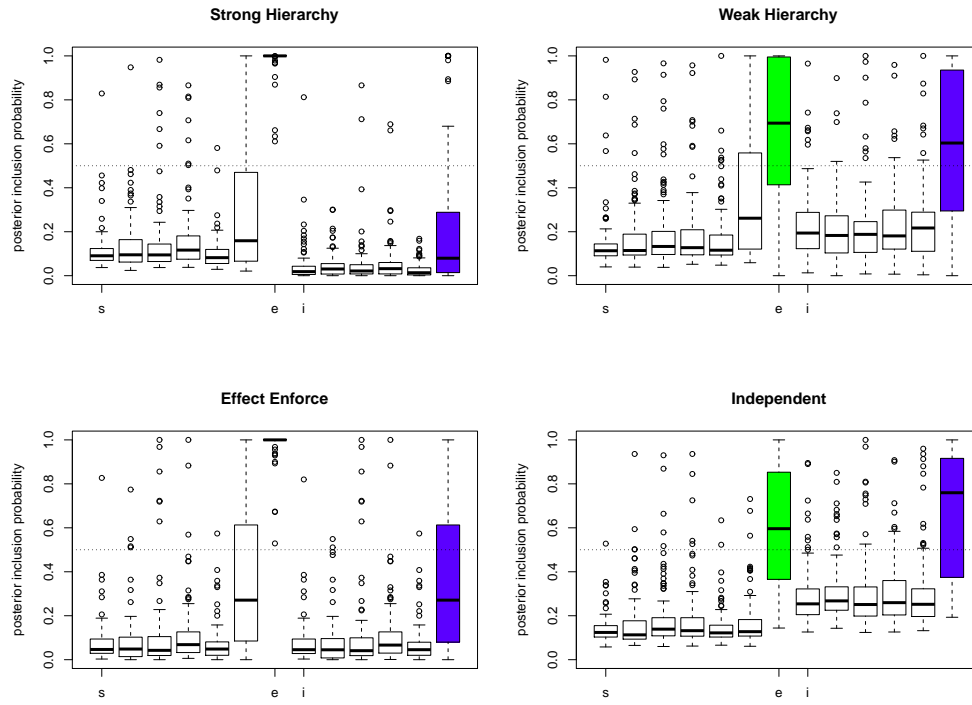 Strong Hierarchy
posterior inclusion probability
0.0 0.2 0.4 0.6 0.8 1.0
s e i
Weak Hierarchy
posterior inclusion probability
0.0 0.2 0.4 0.6 0.8 1.0
s e i
Effect Enforce
posterior inclusion probability
0.0 0.2 0.4 0.6 0.8 1.0
s e i
Independent
posterior inclusion probability
0.0 0.2 0.4 0.6 0.8 1.0
s e i